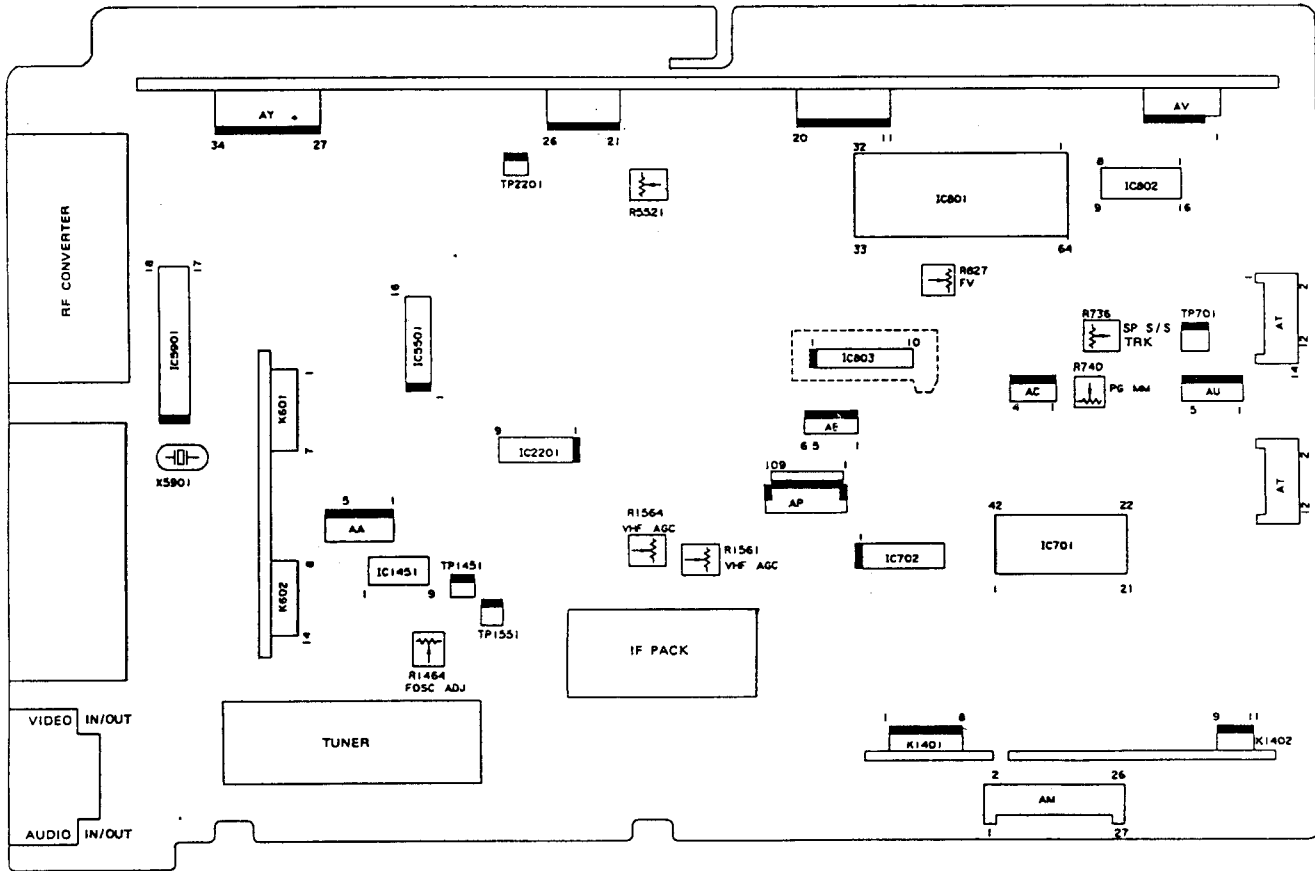 AY
AV
34
27
26
21
20
11
1
TP2201
R5521
32
1
IC801
33
64
8
1
IC802
9
16
RF CONVERTER
18
17
IC5901
X5901
16
IC5501
1
R827
FV
R736
SP S/S
TRK
TP701
1
2
AT
12
14
1
10
IC803
R740
PG MM
AC
4
1
AU
5
1
1
K601
7
9
1
IC2201
AE
6 5
1
109
1
AP
2
AT
12
5
1
AA
R1564
VHF AGC
R1561
VHF AGC
1
IC702
42
22
IC701
1
21
IC1451
1
9
TP1451
TP1551
8
K602
14
R1464
FOSC ADJ
IF PACK
TUNER
VIDEO IN/OUT
AUDIO IN/OUT
1
8
K1401
9
11
K1402
2
26
AM
1
27